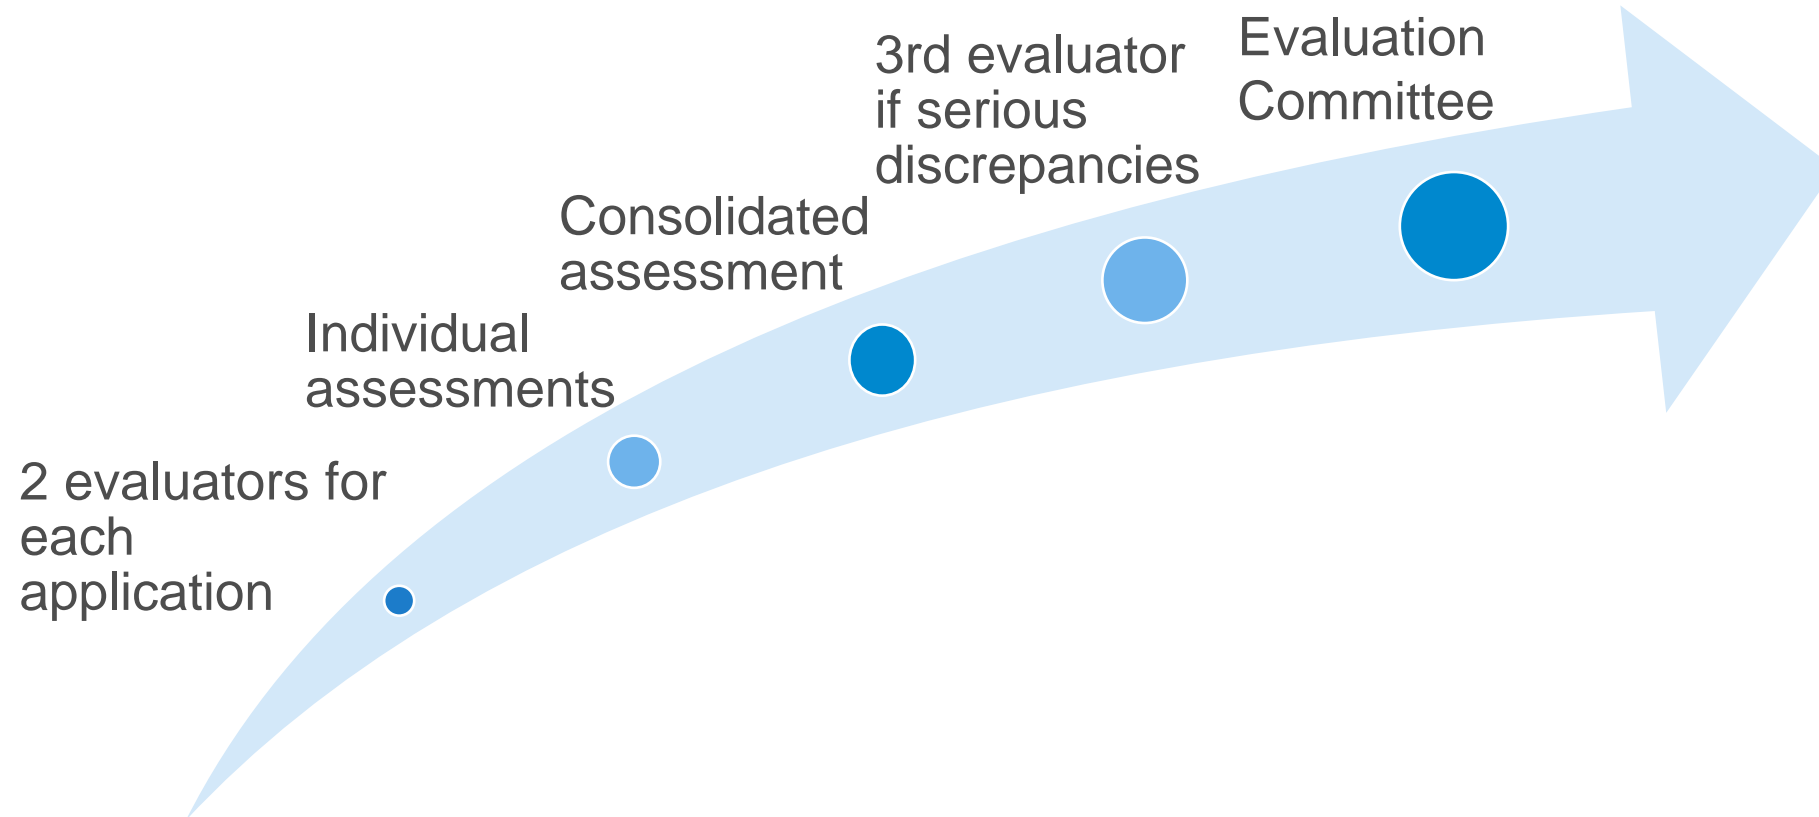 2 evaluators for
each
application
Individual
assessments
Consolidated
assessment
3rd evaluator
if serious
discrepancies
Evaluation
Committee